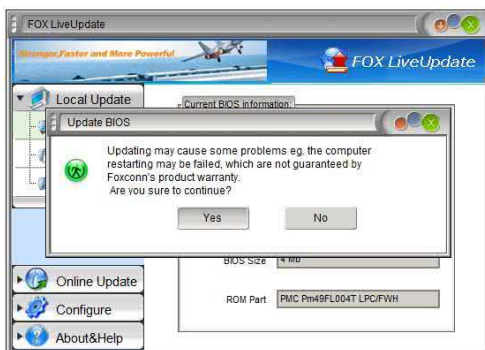 FOX LiveUpdate
Stronger,Faster and More Powerful
FOX LiveUpdate
Local Update
Current BIOS information:
Update BIOS
Updating may cause some problems eg. the computer
restarting may be failed, which are not guaranteed by
Foxconn's product warranty.
Are you sure to continue?
Yes
No
BIOS Size
4 Mb
ROM Part
PMC Pm49FL004T LPC/FWH
Online Update
Configure
About&Help